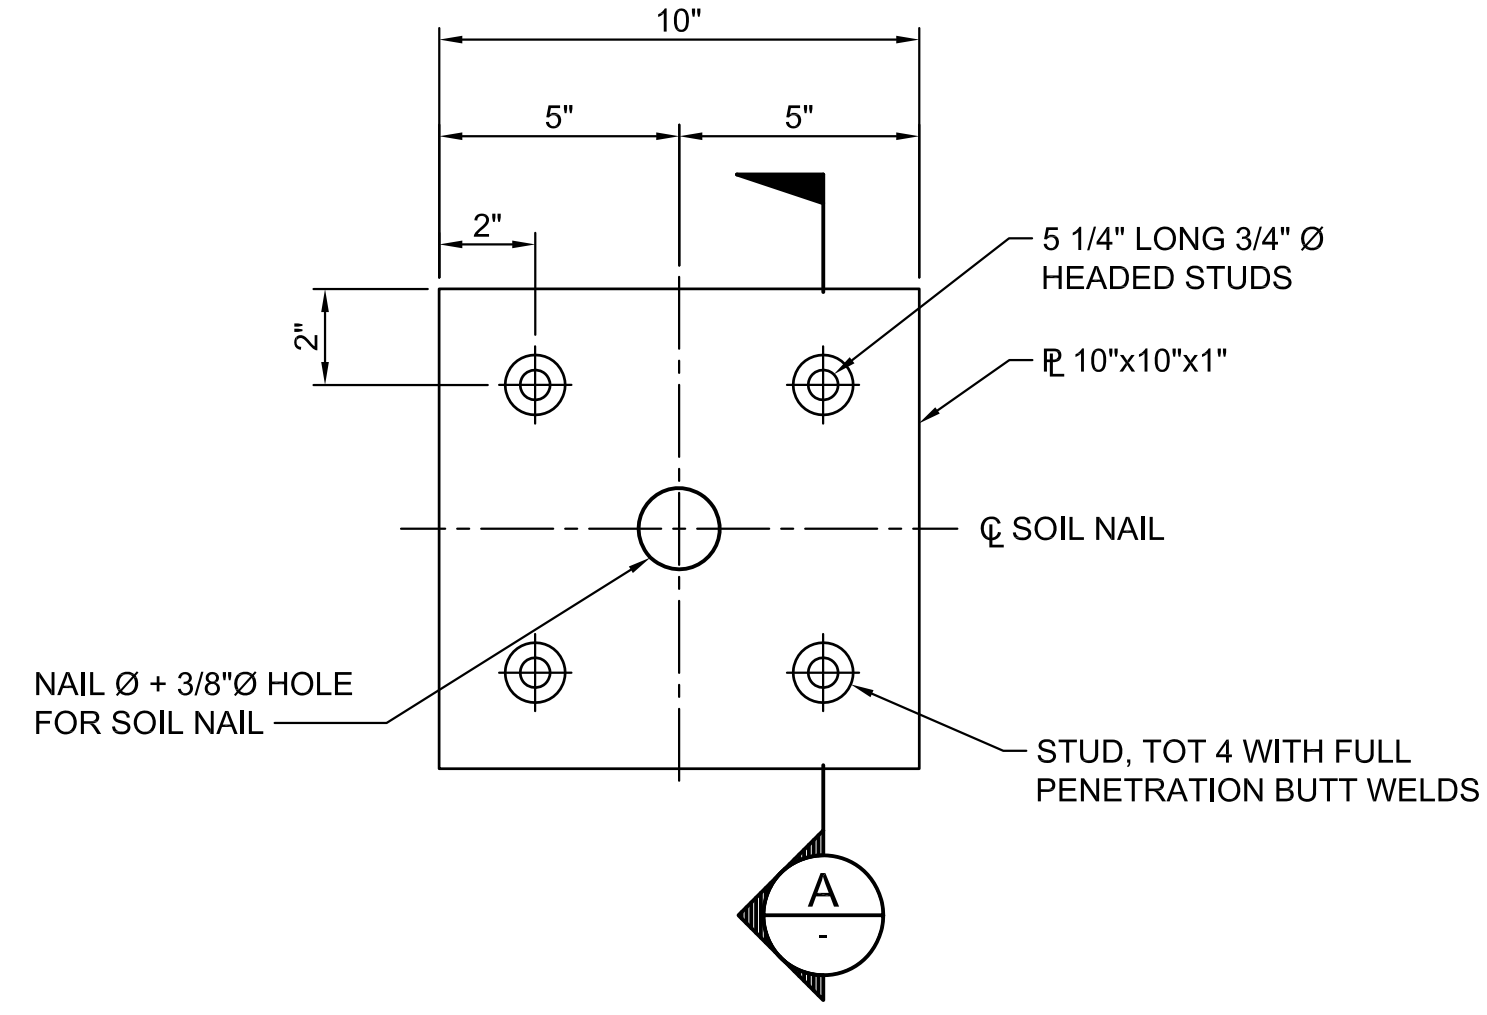 10"
5"
5"
2"
2"
5 1/4" LONG 3/4" Ø
HEADED STUDS
PL 10"x10"x1"
CL SOIL NAIL
NAIL Ø + 3/8"Ø HOLE
FOR SOIL NAIL
STUD, TOT 4 WITH FULL
PENETRATION BUTT WELDS
A
-